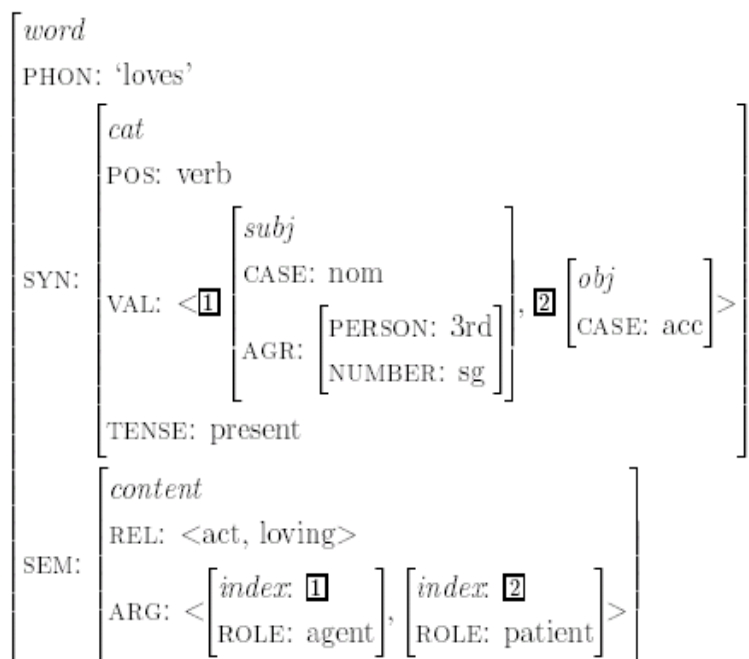 word
PHON: ‘loves’
cat
POS: verb
subj
CASE: nom
AGR: PERSON: 3rd
NUMBER: sg
SYN: VAL: <1 , 2 obj
CASE: acc >
TENSE: present
content
REL: <act, loving>
SEM: ARG: < index: 1
ROLE: agent , index: 2
ROLE: patient >